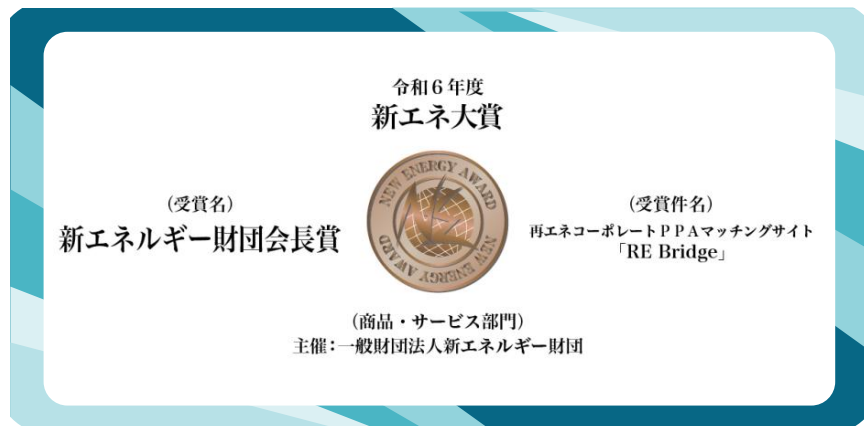 令和6年度
新エネ大賞
(受賞名)
新エネルギー財団会長賞
NEW ENERGY AWARD
NEW ENERGY AWARD
(受賞件名)
再エネコーポレートPPAマッチングサイト
「RE Bridge」
(商品・サービス部門)
主催：一般財団法人新エネルギー財団